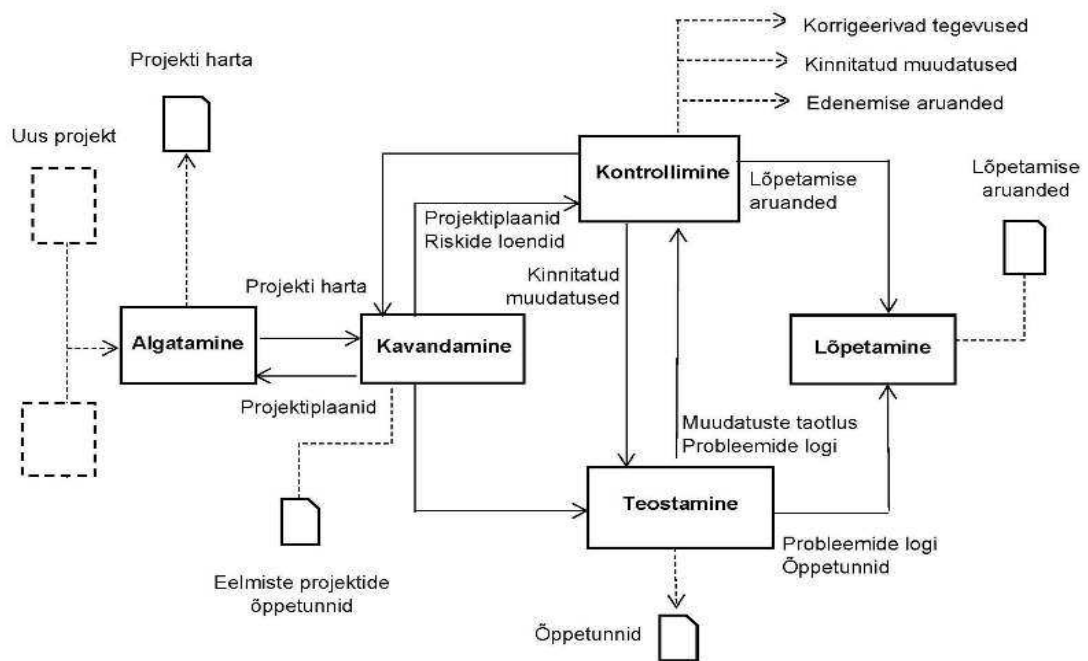 Korrigeerivad tegevused
Projekti harta
Kinnitatud muudatused
Edenemise aruanded
Uus projekt
Kontrollimine
Lõpetamise
aruanded
Lõpetamise
aruanded
Projektiplaanid
Riskide loendid
Kinnitatud
muudatused
Projekti harta
Algatamine
Kavandamine
Lõpetamine
Projektiplaanid
Muudatuste taotlus
Probleemide logi
Teostamine
Probleemide logi
Õppetunnid
Eelmiste projektide
õppetunnid
Õppetunnid